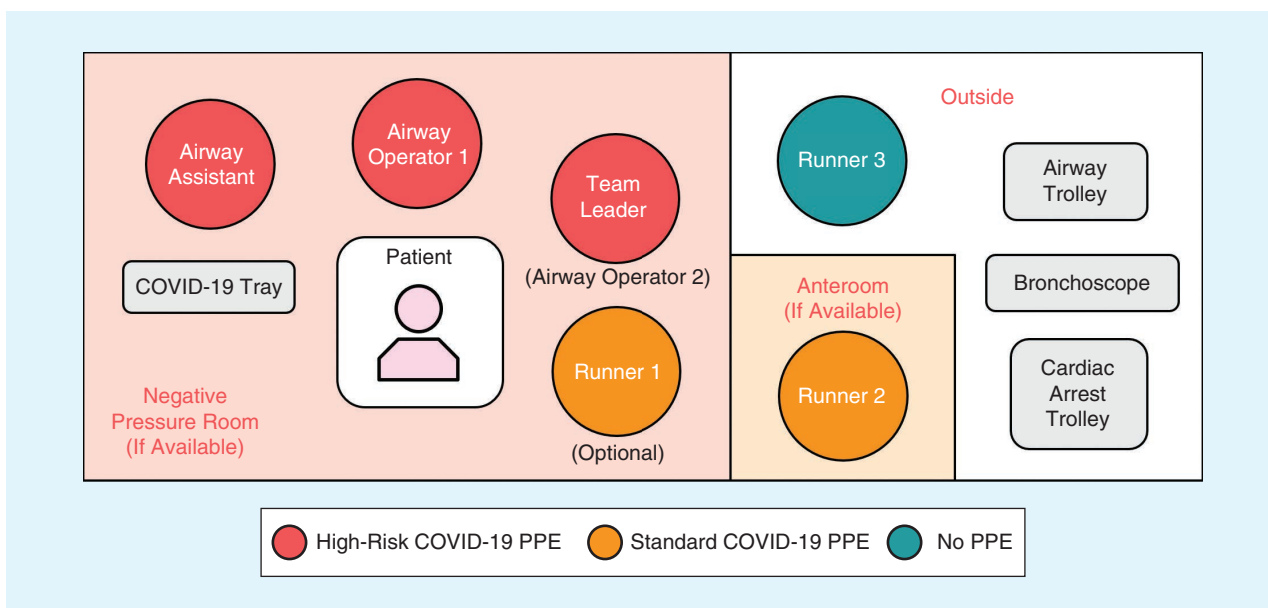 Airway
Assistant
Airway
Operator 1
Team
Leader
(Airway Operator 2)
COVID-19 Tray
Patient
Runner 1
(Optional)
Negative
Pressure Room
(If Available)
Outside
Runner 3
Airway
Trolley
Anteroom
(If Available)
Runner 2
Bronchoscope
Cardiac
Arrest
Trolley
High-Risk COVID-19 PPE
Standard COVID-19 PPE
No PPE